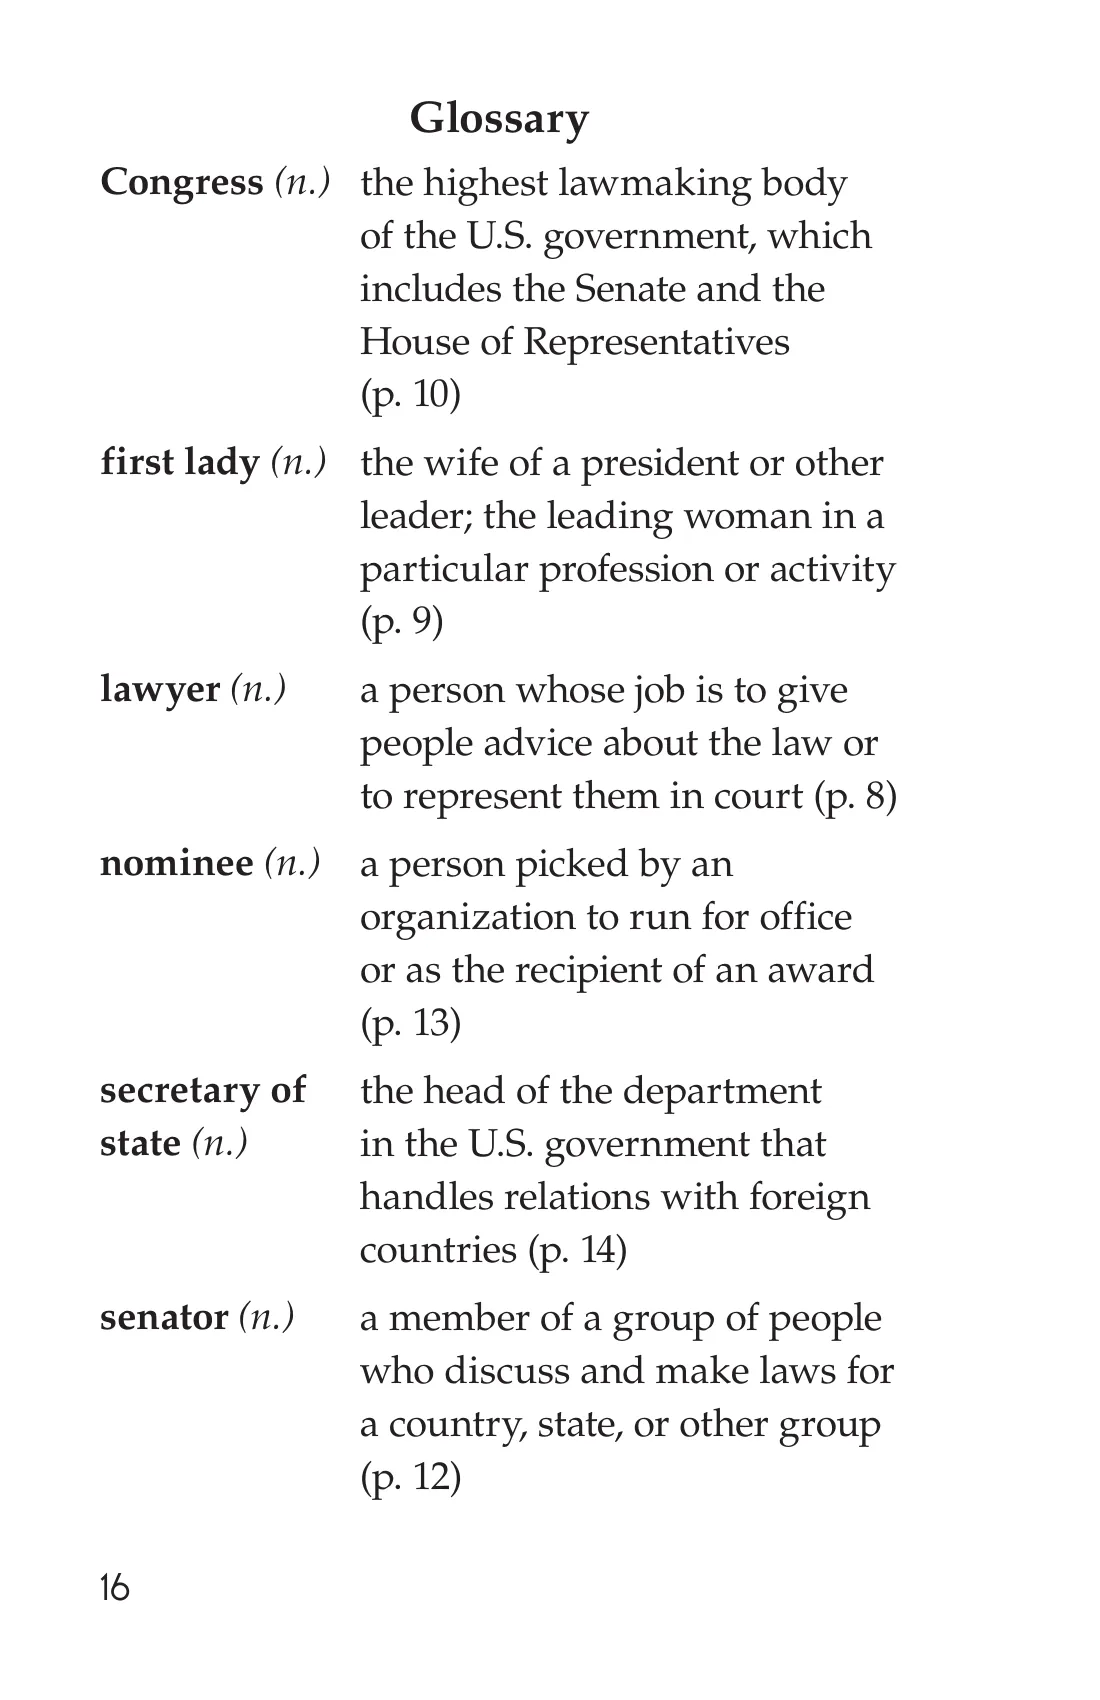 Glossary
Congress (n.) the highest lawmaking body
of the U.S. government, which
includes the Senate and the
House of Representatives
(p. 10)
first lady (n.) the wife of a president or other
leader; the leading woman in a
particular profession or activity
(p. 9)
lawyer (n.) a person whose job is to give
people advice about the law or
to represent them in court (p. 8)
nominee (n.) a person picked by an
organization to run for office
or as the recipient of an award
(p. 13)
secretary of the head of the department
state (n.) in the U.S. government that
handles relations with foreign
countries (p. 14)
senator (n.) a member of a group of people
who discuss and make laws for
a country, state, or other group
(p. 12)
16